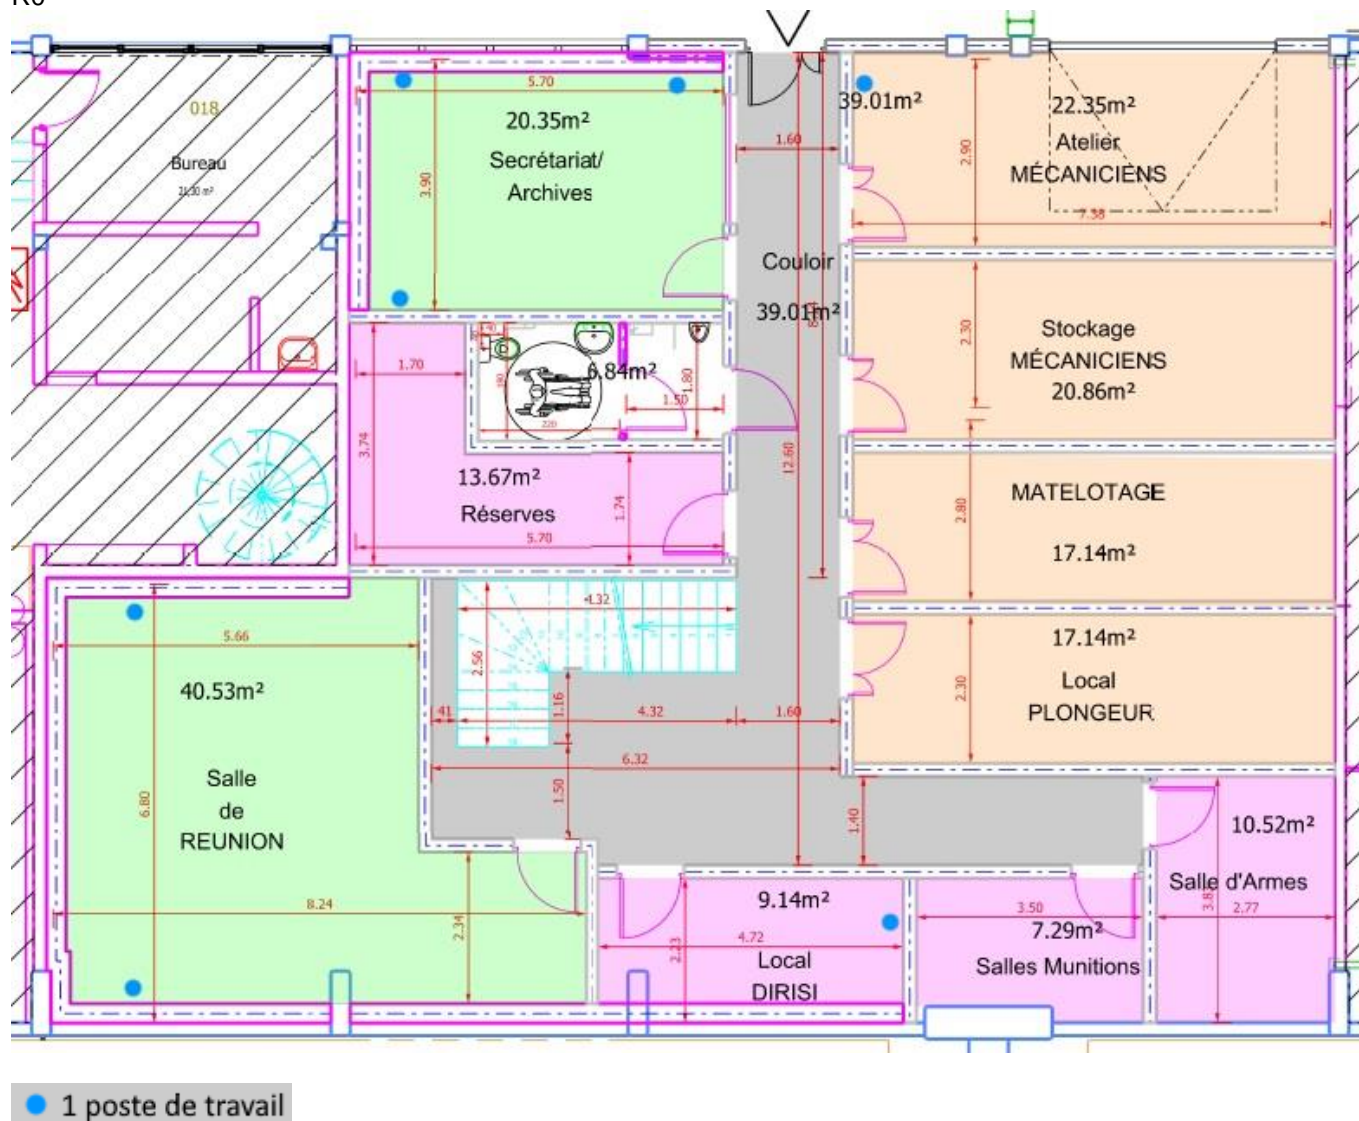 018
Bureau
21,30 m²
5.70
20.35m²
Secrétariat/
Archives
3.90
1.60
39.01m²
22.35m²
Atelier
MÉCANICIENS
2.90
7.38
Couloir
39.01m²
Stockage
MÉCANICIENS
20.86m²
2.30
1.70
6.84m²
1.80
1.50
220
3.74
13.67m²
Réserves
1.74
5.70
12.60
MATELOTAGE
17.14m²
2.80
17.14m²
Local
PLONGEUR
2.30
4.32
2.56
1.16
41
4.32
1.60
6.32
1.50
1.40
5.66
40.53m²
Salle
de
REUNION
6.80
8.24
2.34
9.14m²
4.72
2.23
Local
DIRISI
3.50
7.29m²
Salles Munitions
10.52m²
Salle d'Armes
2.77
1 poste de travail